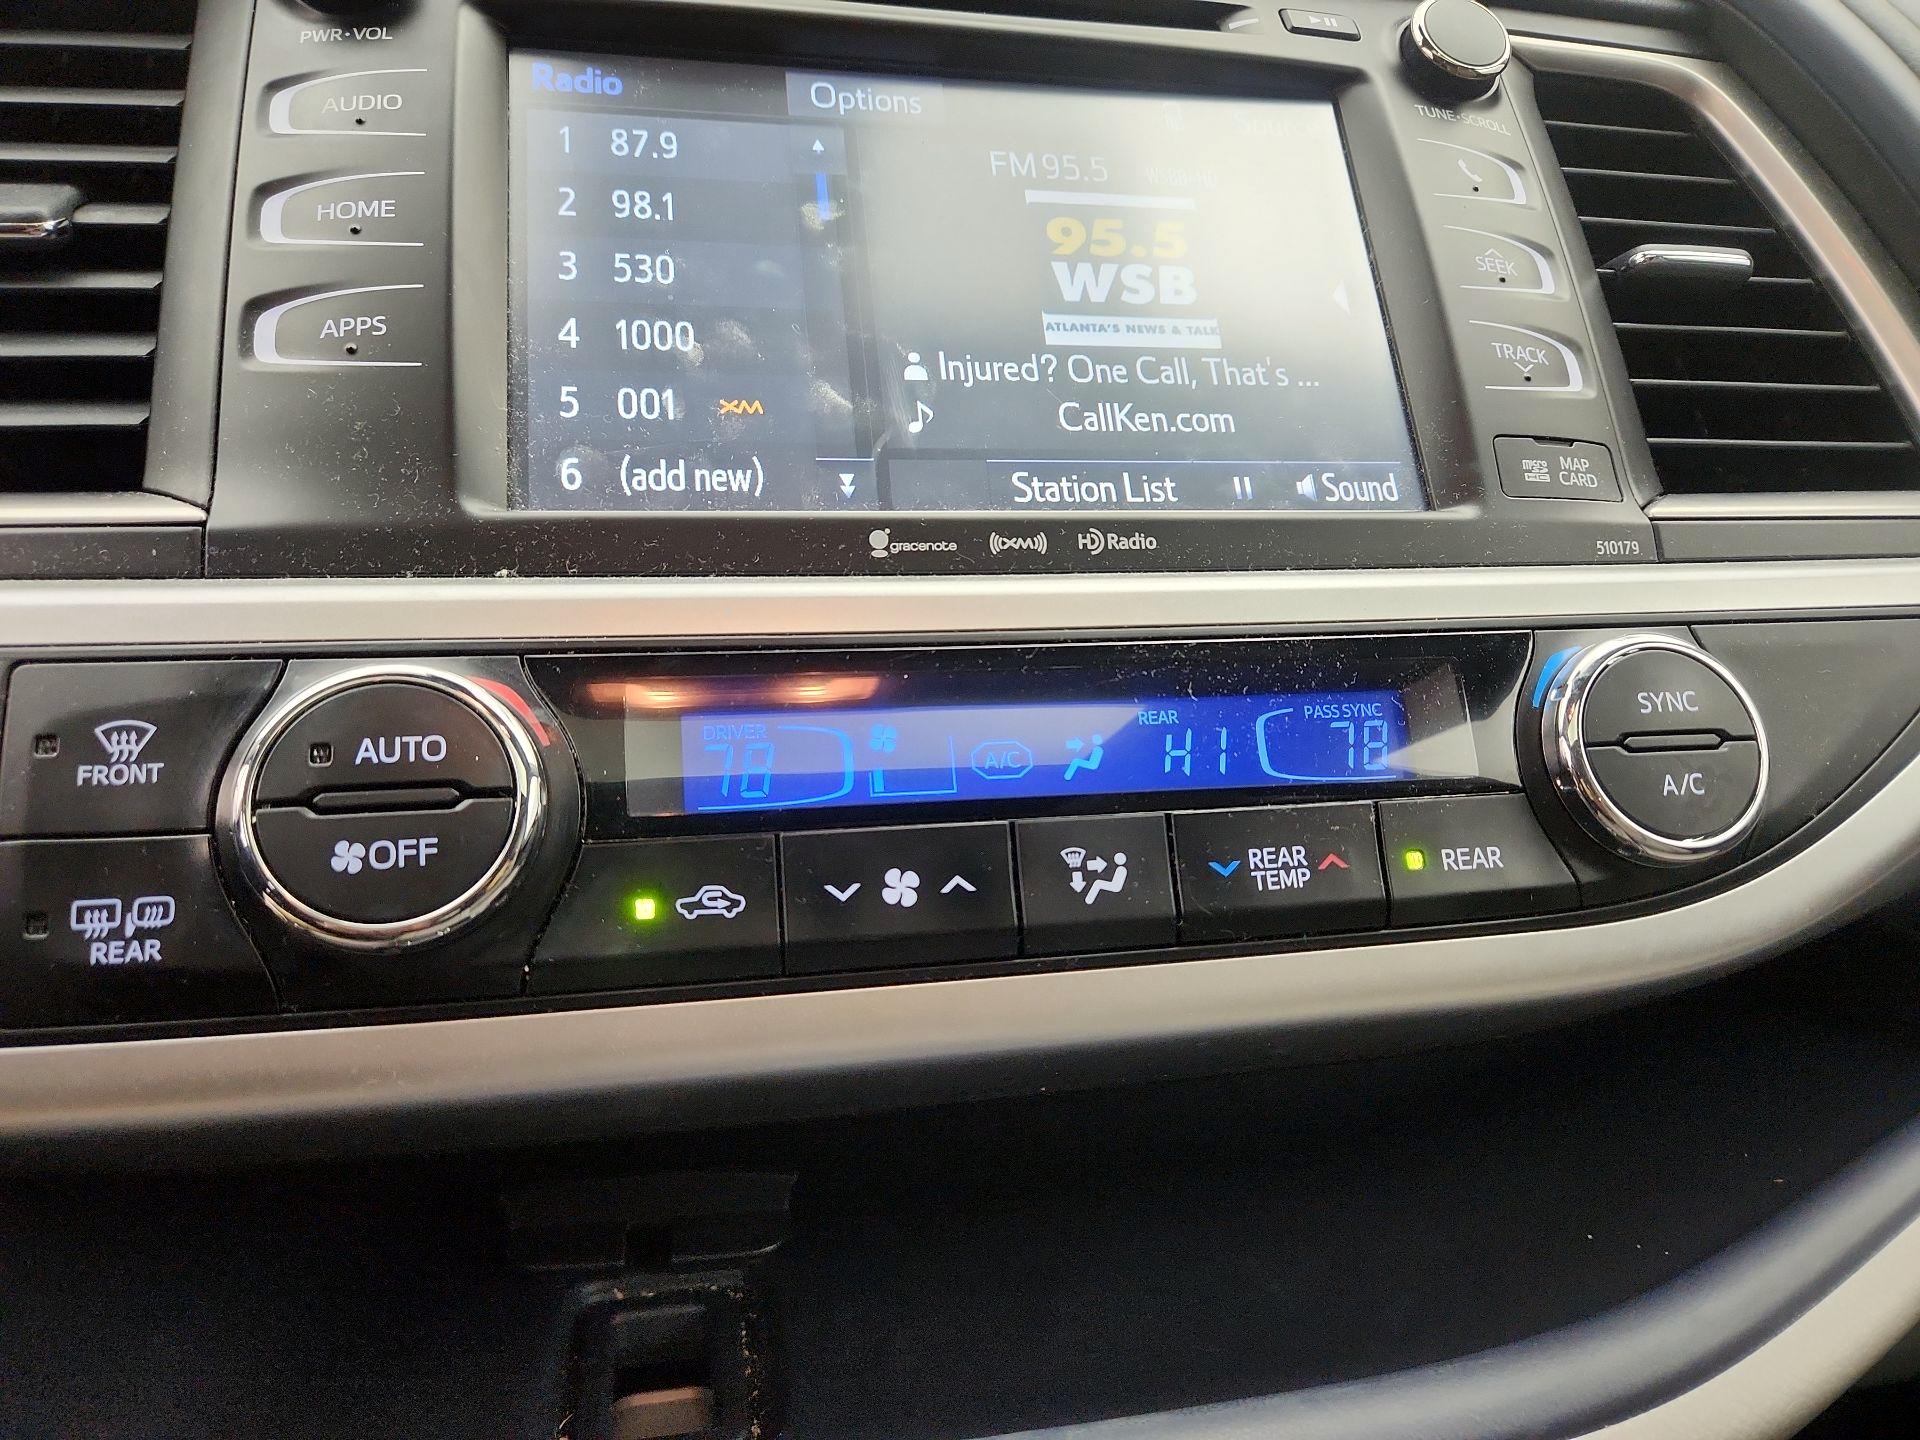 PWR•VOL
AUDIO
HOME
APPS
Radio
Options
Source
1 87.9
2 98.1
3 530
4 1000
5 001 XM
6 (add new)
FM 95.5
95.5
WSB
ATLANTA'S NEWS & TALK
Injured? One Call, That's ...
CallKen.com
Station List
Sound
TUNE•SCROLL
SEEK
TRACK
micro
MAP
CARD
gracenote
((XM))
HD Radio
510179
FRONT
REAR
AUTO
OFF
DRIVER
78
A/C
REAR
HI
PASS SYNC
78
REAR
TEMP
REAR
SYNC
A/C